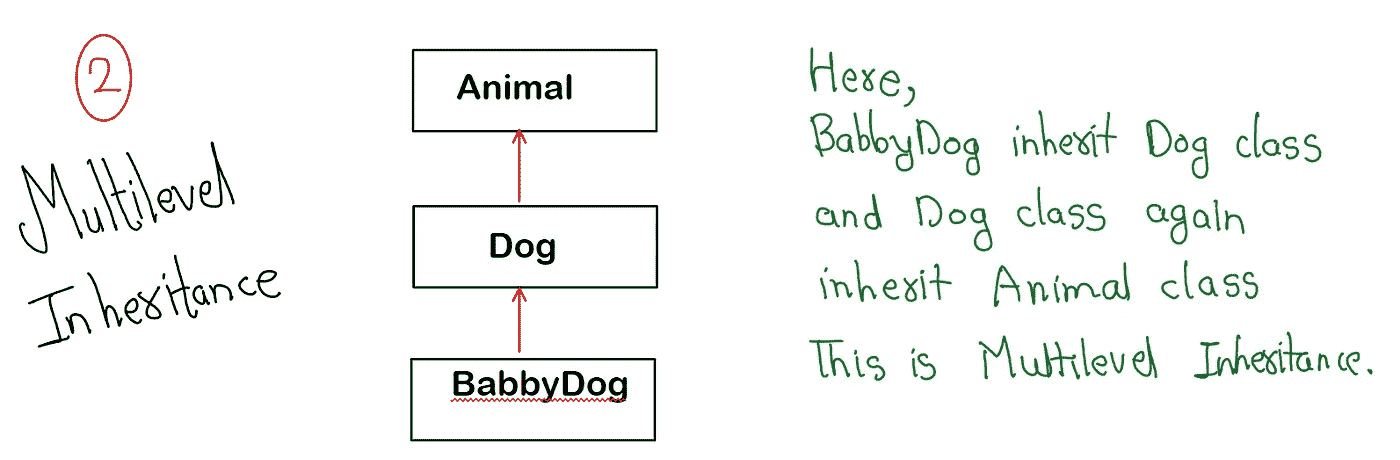 2
Multilevel
Inheritance
Animal
Dog
BabbyDog
Here,
BabbyDog inherit Dog class
and Dog class again
inherit Animal class
This is Multilevel Inheritance.